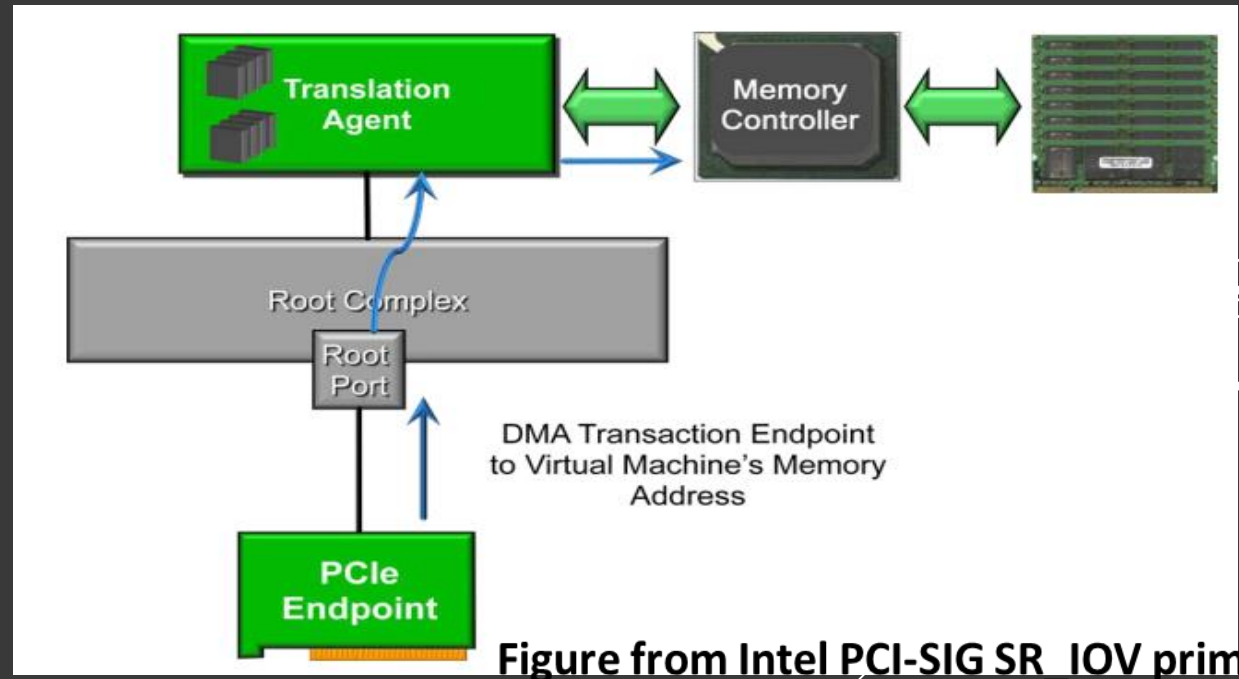 Translation
Agent
Memory
Controller
Root Complex
Root
Port
DMA Transaction Endpoint
to Virtual Machine's Memory
Address
PCIe
Endpoint
Figure from Intel PCI-SIG SR_IOV prim